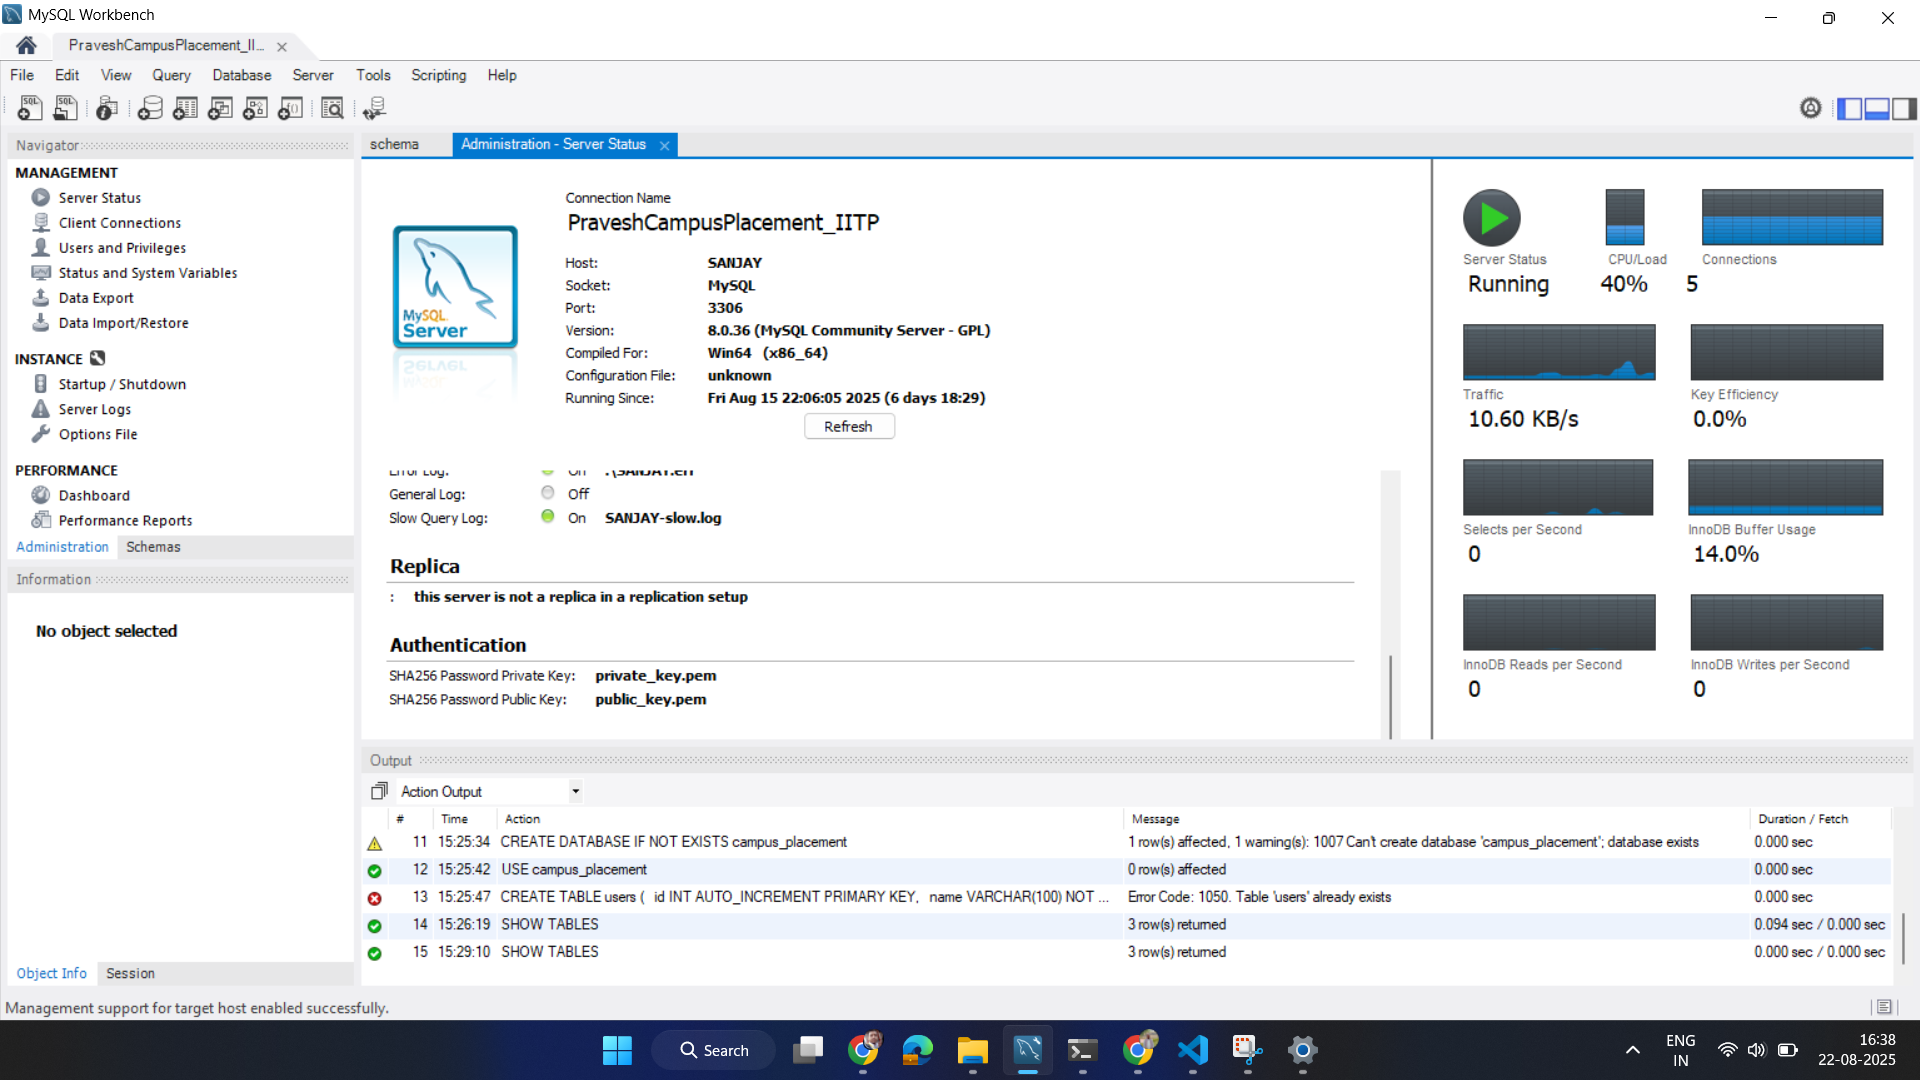 MySQL Workbench
PraveshCampusPlacement_II...
File Edit View Query Database Server Tools Scripting Help
Navigator
MANAGEMENT
Server Status
Client Connections
Users and Privileges
Status and System Variables
Data Export
Data Import/Restore
INSTANCE
Startup / Shutdown
Server Logs
Options File
PERFORMANCE
Dashboard
Performance Reports
Administration Schemas
Information
No object selected
Object Info Session
schema Administration - Server Status
MySQL
Server
Connection Name
PraveshCampusPlacement_IITP
Host: SANJAY
Socket: MySQL
Port: 3306
Version: 8.0.36 (MySQL Community Server - GPL)
Compiled For: Win64 (x86_64)
Configuration File: unknown
Running Since: Fri Aug 15 22:06:05 2025 (6 days 18:29)
Refresh
Error Log: On .\SANJAY.err
General Log: Off
Slow Query Log: On SANJAY-slow.log
Replica
: this server is not a replica in a replication setup
Authentication
SHA256 Password Private Key: private_key.pem
SHA256 Password Public Key: public_key.pem
Server Status CPU/Load Connections
Running 40% 5
Traffic Key Efficiency
10.60 KB/s 0.0%
Selects per Second InnoDB Buffer Usage
0 14.0%
InnoDB Reads per Second InnoDB Writes per Second
0 0
Output
Action Output
# Time Action Message Duration / Fetch
11 15:25:34 CREATE DATABASE IF NOT EXISTS campus_placement 1 row(s) affected, 1 warning(s): 1007 Can't create database 'campus_placement'; database exists 0.000 sec
12 15:25:42 USE campus_placement 0 row(s) affected 0.000 sec
13 15:25:47 CREATE TABLE users ( id INT AUTO_INCREMENT PRIMARY KEY, name VARCHAR(100) NOT ... Error Code: 1050. Table 'users' already exists 0.000 sec
14 15:26:19 SHOW TABLES 3 row(s) returned 0.094 sec / 0.000 sec
15 15:29:10 SHOW TABLES 3 row(s) returned 0.000 sec / 0.000 sec
Management support for target host enabled successfully.
Search
ENG
IN
16:38
22-08-2025